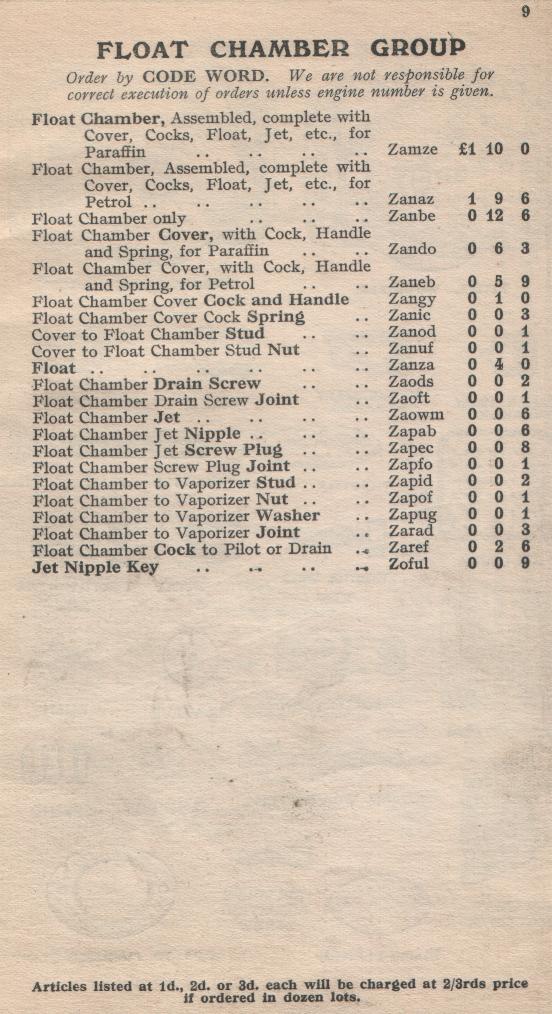 9
FLOAT CHAMBER GROUP
Order by CODE WORD. We are not responsible for
correct execution of orders unless engine number is given.
Float Chamber, Assembled, complete with
Cover, Cocks, Float, Jet, etc., for
Paraffin .. .. .. .. Zamze £1 10 0
Float Chamber, Assembled, complete with
Cover, Cocks, Float, Jet, etc., for
Petrol .. .. .. .. .. Zanaz 1 9 6
Float Chamber only .. .. .. Zanbe 0 12 6
Float Chamber Cover, with Cock, Handle
and Spring, for Paraffin .. .. Zando 0 6 3
Float Chamber Cover, with Cock, Handle
and Spring, for Petrol .. .. Zaneb 0 5 9
Float Chamber Cover Cock and Handle Zangy 0 1 0
Float Chamber Cover Cock Spring .. Zanic 0 0 3
Cover to Float Chamber Stud .. .. Zanod 0 0 1
Cover to Float Chamber Stud Nut .. Zanuf 0 0 1
Float .. .. .. .. .. .. Zanza 0 4 0
Float Chamber Drain Screw .. .. Zaods 0 0 2
Float Chamber Drain Screw Joint .. Zaoft 0 0 1
Float Chamber Jet .. .. .. .. Zaowm 0 0 6
Float Chamber Jet Nipple .. .. .. Zapab 0 0 6
Float Chamber Jet Screw Plug .. .. Zapec 0 0 8
Float Chamber Screw Plug Joint .. .. Zapfo 0 0 1
Float Chamber to Vaporizer Stud .. .. Zapid 0 0 2
Float Chamber to Vaporizer Nut .. .. Zapof 0 0 1
Float Chamber to Vaporizer Washer .. Zapug 0 0 1
Float Chamber to Vaporizer Joint .. Zarad 0 0 3
Float Chamber Cock to Pilot or Drain .. Zaref 0 2 6
Jet Nipple Key .. .. .. .. Zoful 0 0 9
Articles listed at 1d., 2d. or 3d. each will be charged at 2/3rds price
if ordered in dozen lots.